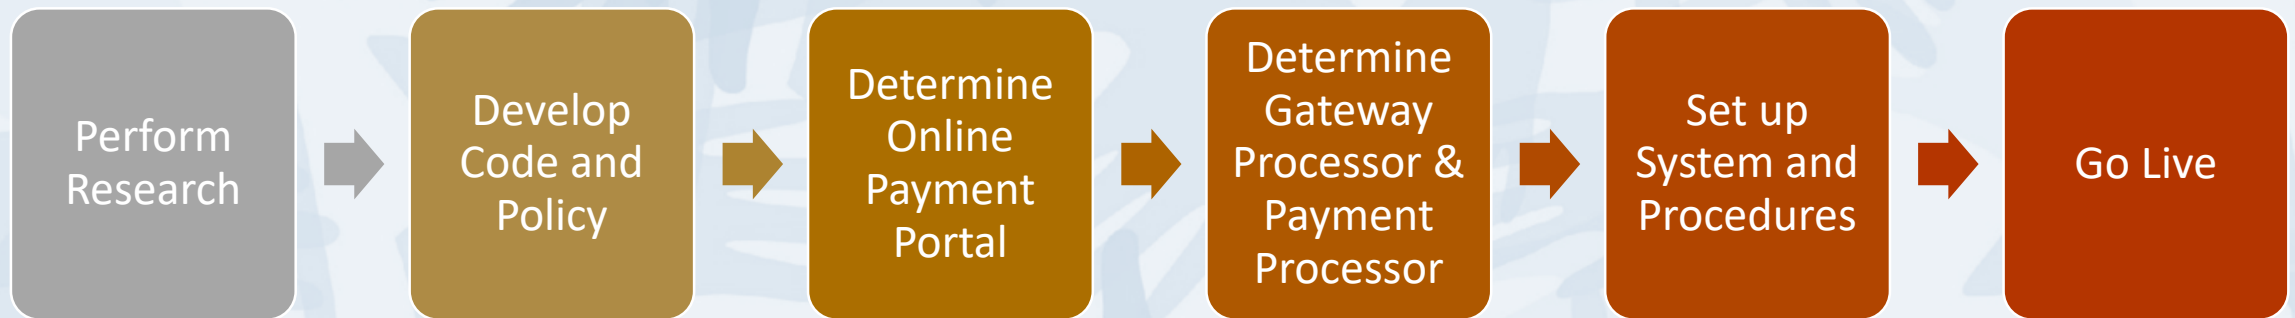 Perform
Research
Develop
Code and
Policy
Determine
Online
Payment
Portal
Determine
Gateway
Processor &
Payment
Processor
Set up
System and
Procedures
Go Live